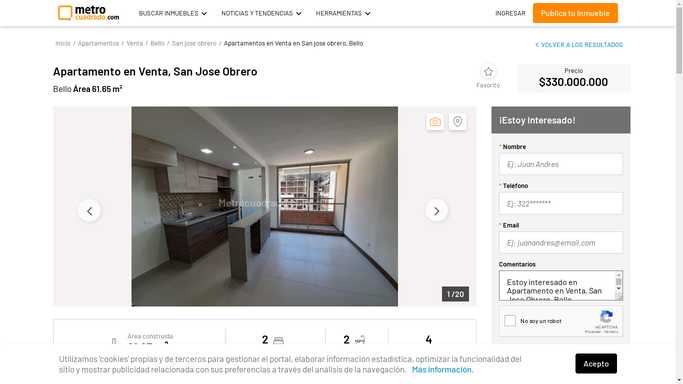 metro
cuadrado.com
BUSCAR INMUEBLES
NOTICIAS Y TENDENCIAS
HERRAMIENTAS
INGRESAR
Publica tu Inmueble
Inicio / Apartamentos / Venta / Bello / San jose obrero / Apartamentos en Venta en San jose obrero, Bello
VOLVER A LOS RESULTADOS
Apartamento en Venta, San Jose Obrero
Bello Área 61.65 m²
Favorito
Precio
$330.000.000
¡Estoy Interesado!
* Nombre
Ej: Juan Andres
* Teléfono
Ej: 322*******
* Email
Ej: juanandres@email.com
Comentarios
Estoy interesado en
Apartamento en Venta, San
Jose Obrero, Bello
No soy un robot
reCAPTCHA
Privacidad - Términos
1 /20
Área construida
2
2
4
Utilizamos 'cookies' propias y de terceros para gestionar el portal, elaborar información estadística, optimizar la funcionalidad del
sitio y mostrar publicidad relacionada con sus preferencias a través del análisis de la navegación. Más información.
Acepto